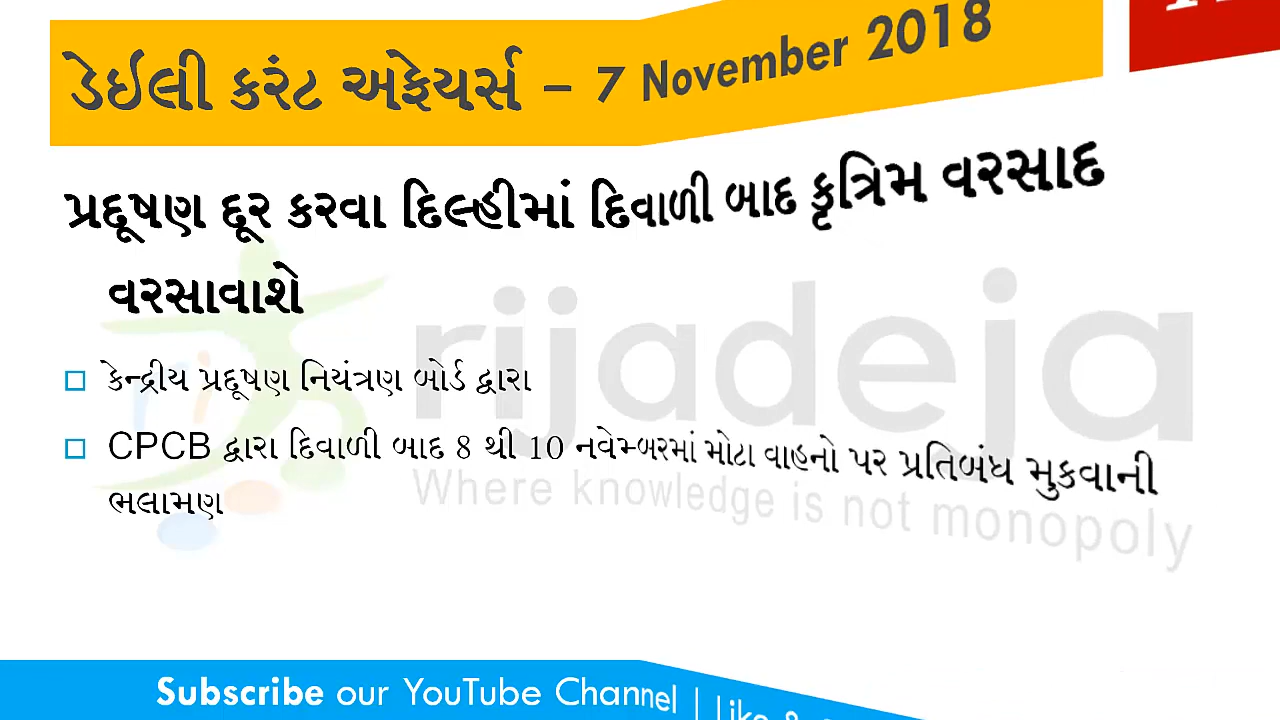 ડેઈલી કરંટ અફેયર્સ – 7 November 2018
પ્રદૂષણ દૂર કરવા દિલ્હીમાં દિવાળી બાદ કૃત્રિમ વરસાદ
વરસાવાશે
rijadeja
કેન્દ્રીય પ્રદૂષણ નિયંત્રણ બોર્ડ દ્વારા
CPCB દ્વારા દિવાળી બાદ 8 થી 10 નવેમ્બરમાં મોટા વાહનો પર પ્રતિબંધ મુકવાની
ભલામણ
Where knowledge is not monopoly
Subscribe our YouTube Channel | Like &